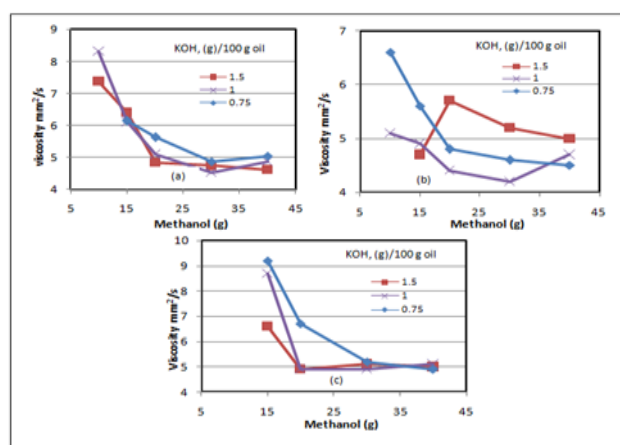 KOH, (g)/100 g oil
1.5
1
0.75
(a)
viscosity mm²/s
9
8
7
6
5
4
5 15 25 35 45
Methanol (g)
KOH, (g)/100 g oil
1.5
1
0.75
(b)
Viscosity mm²/s
7
6
5
4
5 15 25 35 45
Methanol (g)
KOH, (g)/100 g oil
1.5
1
0.75
(c)
Viscosity mm²/s
10
9
8
7
6
5
4
5 15 25 35 45
Methanol (g)